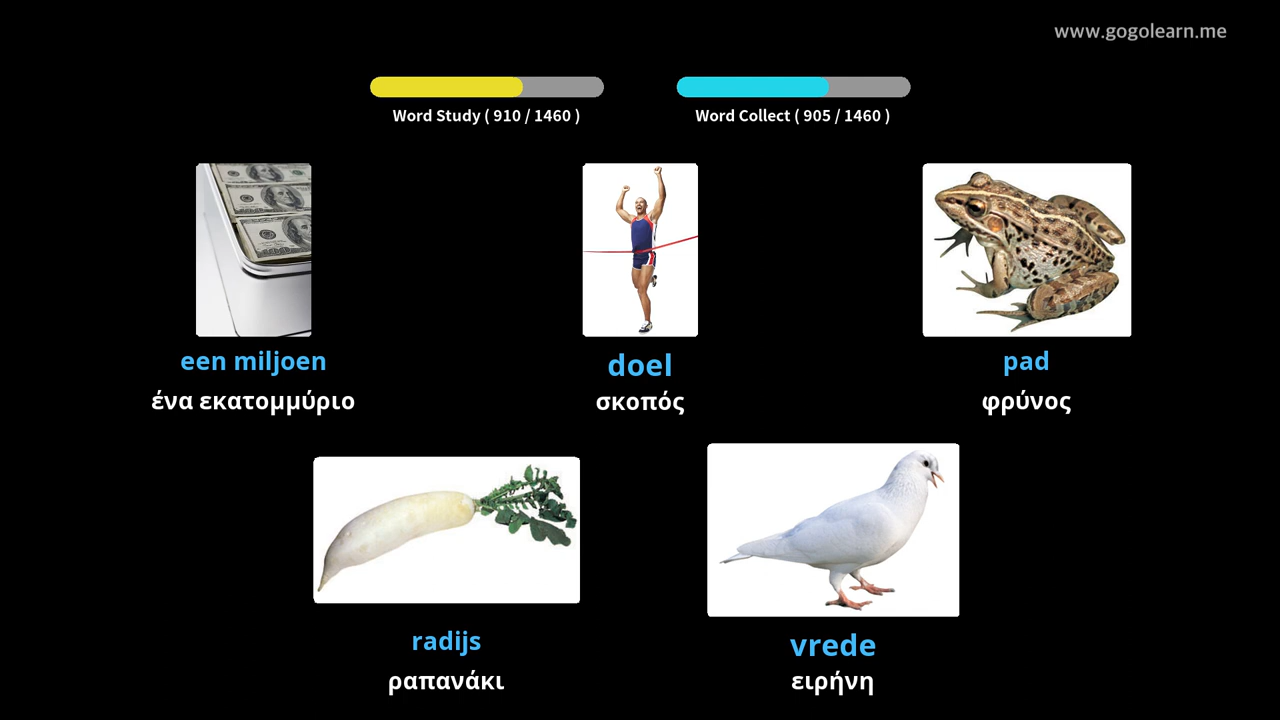 www.gogolearn.me
Word Study ( 910 / 1460 )
Word Collect ( 905 / 1460 )
een miljoen
ένα εκατομμύριο
doel
σκοπός
pad
φρύνος
radijs
ραπανάκι
vrede
ειρήνη